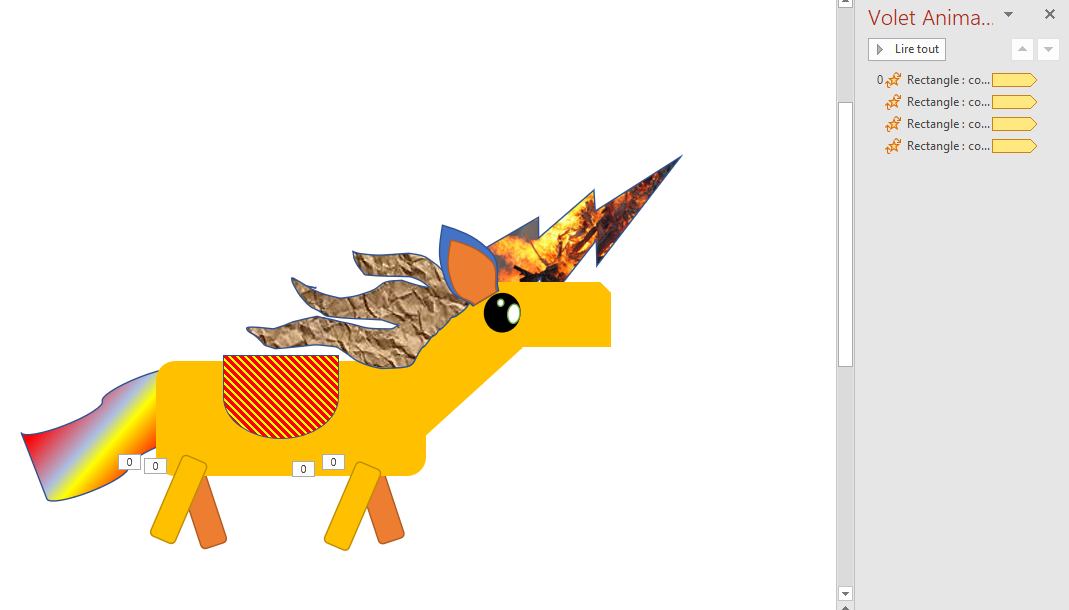 Volet Anima...
Lire tout
0 Rectangle : co...
Rectangle : co...
Rectangle : co...
Rectangle : co...
0 0 0 0